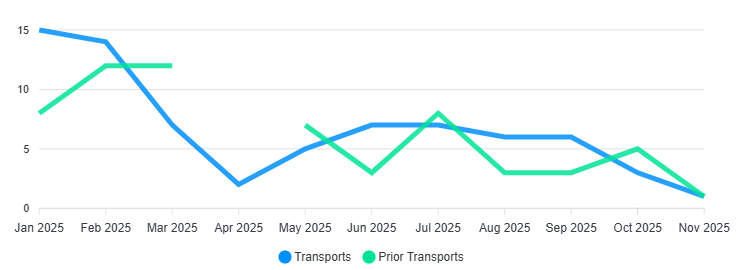 15
10
5
0
Jan 2025 Feb 2025 Mar 2025 Apr 2025 May 2025 Jun 2025 Jul 2025 Aug 2025 Sep 2025 Oct 2025 Nov 2025
Transports Prior Transports